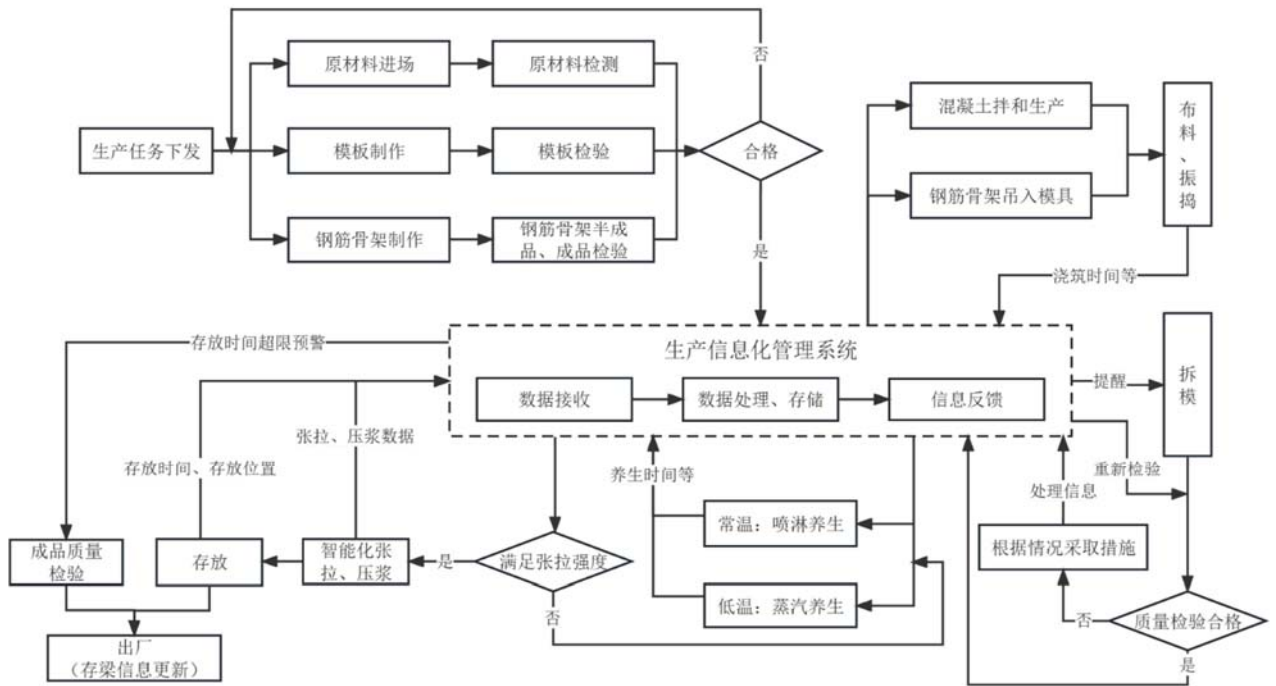 否
原材料进场
原材料检测
混凝土拌和生产
布
料
、
振
捣
生产任务下发
模板制作
模板检验
合格
钢筋骨架吊入模具
钢筋骨架制作
钢筋骨架半成
品、成品检验
是
浇筑时间等
存放时间超限预警
生产信息化管理系统
提醒
拆
模
数据接收
数据处理、存储
信息反馈
张拉、压浆数据
存放时间、存放位置
养生时间等
重新检验
处理信息
常温：喷淋养生
成品质量
检验
存放
智能化张
拉、压浆
是
满足张拉强度
根据情况采取措施
低温：蒸汽养生
否
否
质量检验合格
出厂
（存梁信息更新）
是